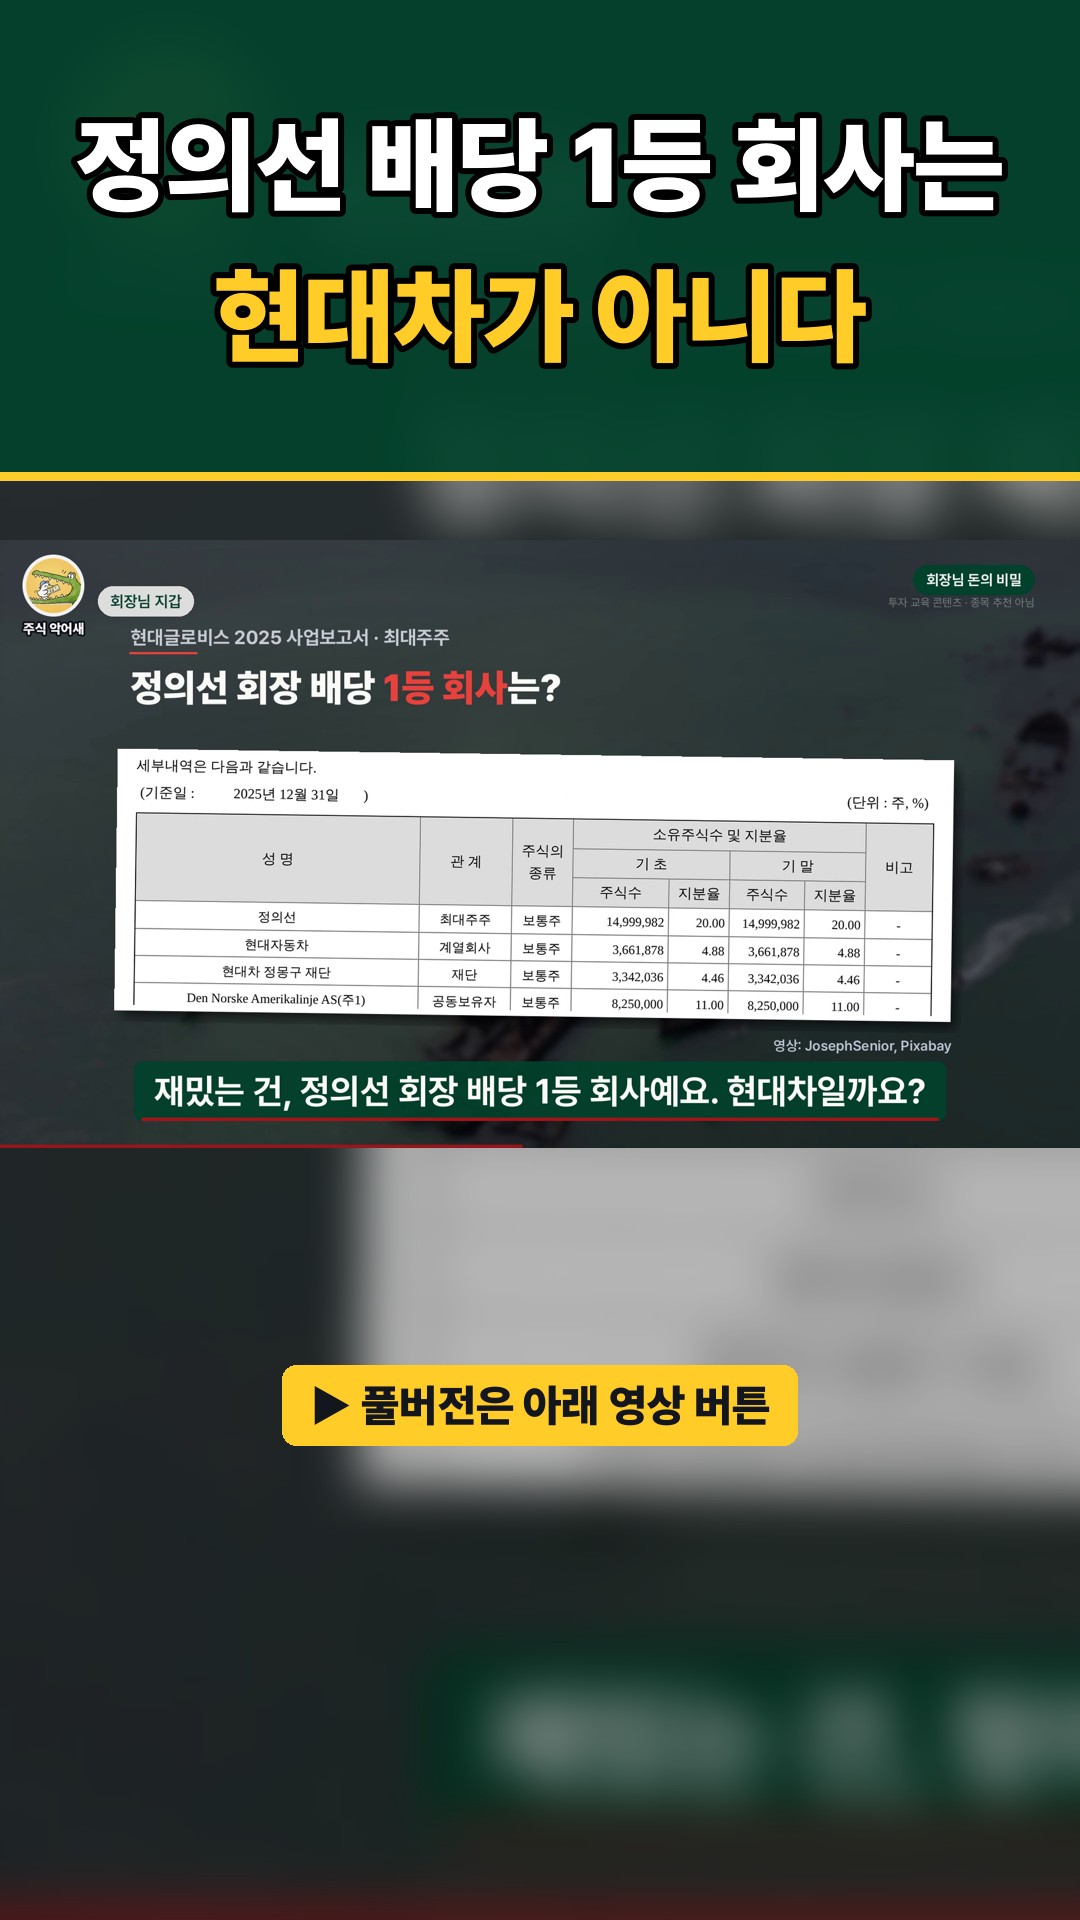 정의선 배당 1등 회사는
현대차가 아니다
주식 악어새
회장님 지갑
회장님 돈의 비밀
투자 교육 콘텐츠 · 종목 추천 아님
현대글로비스 2025 사업보고서 · 최대주주
정의선 회장 배당 1등 회사는?
세부내역은 다음과 같습니다.
(기준일 : 2025년 12월 31일 )
(단위 : 주, %)
성 명 관 계 주식의 종류 소유주식수 및 지분율 비고
기 초 기 말
주식수 지분율 주식수 지분율
정의선 최대주주 보통주 14,999,982 20.00 14,999,982 20.00 -
현대자동차 계열회사 보통주 3,661,878 4.88 3,661,878 4.88 -
현대차 정몽구 재단 재단 보통주 3,342,036 4.46 3,342,036 4.46 -
Den Norske Amerikalinje AS(주1) 공동보유자 보통주 8,250,000 11.00 8,250,000 11.00 -
영상: JosephSenior, Pixabay
재밌는 건, 정의선 회장 배당 1등 회사예요. 현대차일까요?
▶ 풀버전은 아래 영상 버튼